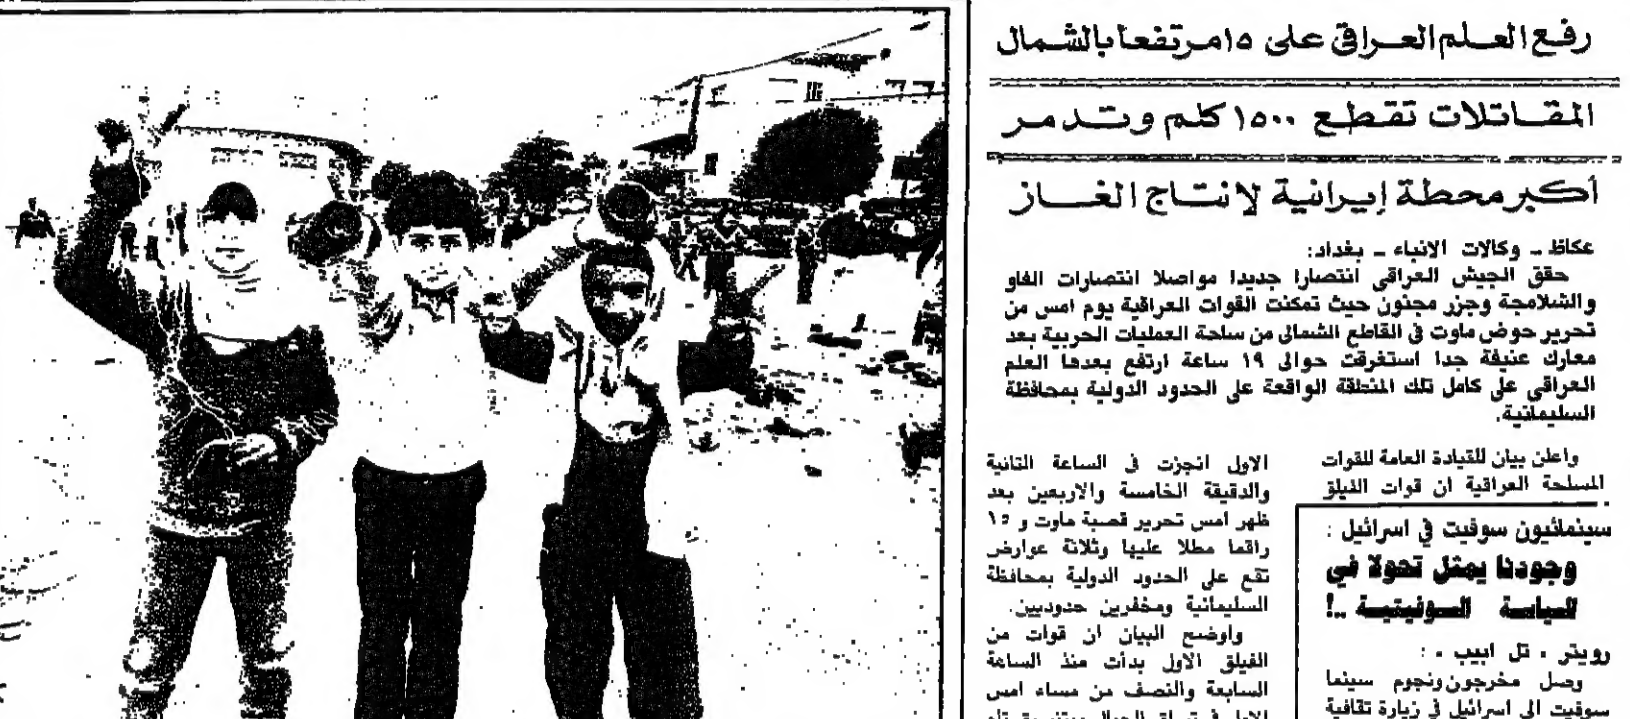 رفع العلم العراقي على ١٥ مرتفعا بالشمال
المقاتلات تقطع ١٥٠٠ كلم وتدمر
أكبر محطة إيرانية لانتاج الغاز
عكاظ ـ وكالات الانباء ـ بغداد:
حقق الجيش العراقي انتصارا جديدا مواصلا انتصارات الفاو
والشلامجة وجزر مجنون حيث تمكنت القوات العراقية يوم امس من
تحرير حوض ماوت في القاطع الشمالي من ساحة العمليات الحربية بعد
معارك عنيفة جدا استغرقت حوالى ١٩ ساعة ارتفع بعدها العلم
العراقي على كامل تلك المنطقة الواقعة على الحدود الدولية بمحافظة
السليمانية.
واعلن بيان للقيادة العامة للقوات
المسلحة العراقية ان قوات الفيلق
الاول انجزت في الساعة الثانية
والدقيقة الخامسة والاربعين بعد
ظهر امس تحرير قصبة ماوت و ١٥
راقما مطلا عليها وثلاثة عوارض
تقع على الحدود الدولية بمحافظة
السليمانية ومخفرين حدوديين.
واوضح البيان ان قوات من
الفيلق الاول بدأت منذ الساعة
السابعة والنصف من مساء امس
سينمائيون سوفيت في اسرائيل :
وجودنا يمثل تحولا في
السياسة السوفيتية ..!
رويتر ـ تل ابيب ـ :
وصل مخرجون ونجوم سينما
سوفيت الى اسرائيل في زيارة ثقافية